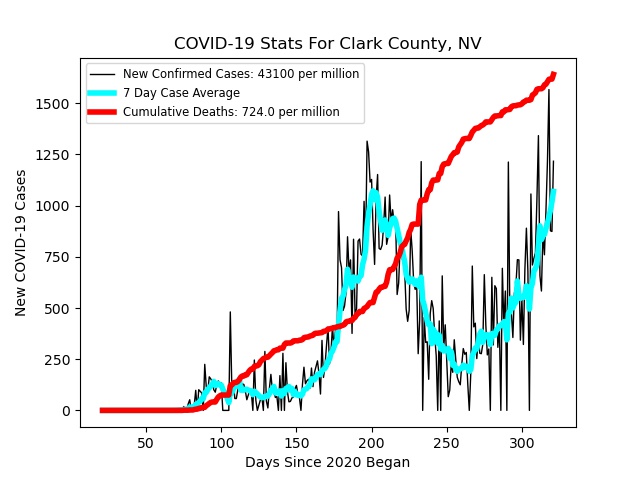 COVID-19 Stats For Clark County, NV
New Confirmed Cases: 43100 per million
7 Day Case Average
Cumulative Deaths: 724.0 per million
New COVID-19 Cases
1500
1250
1000
750
500
250
0
50 100 150 200 250 300
Days Since 2020 Began